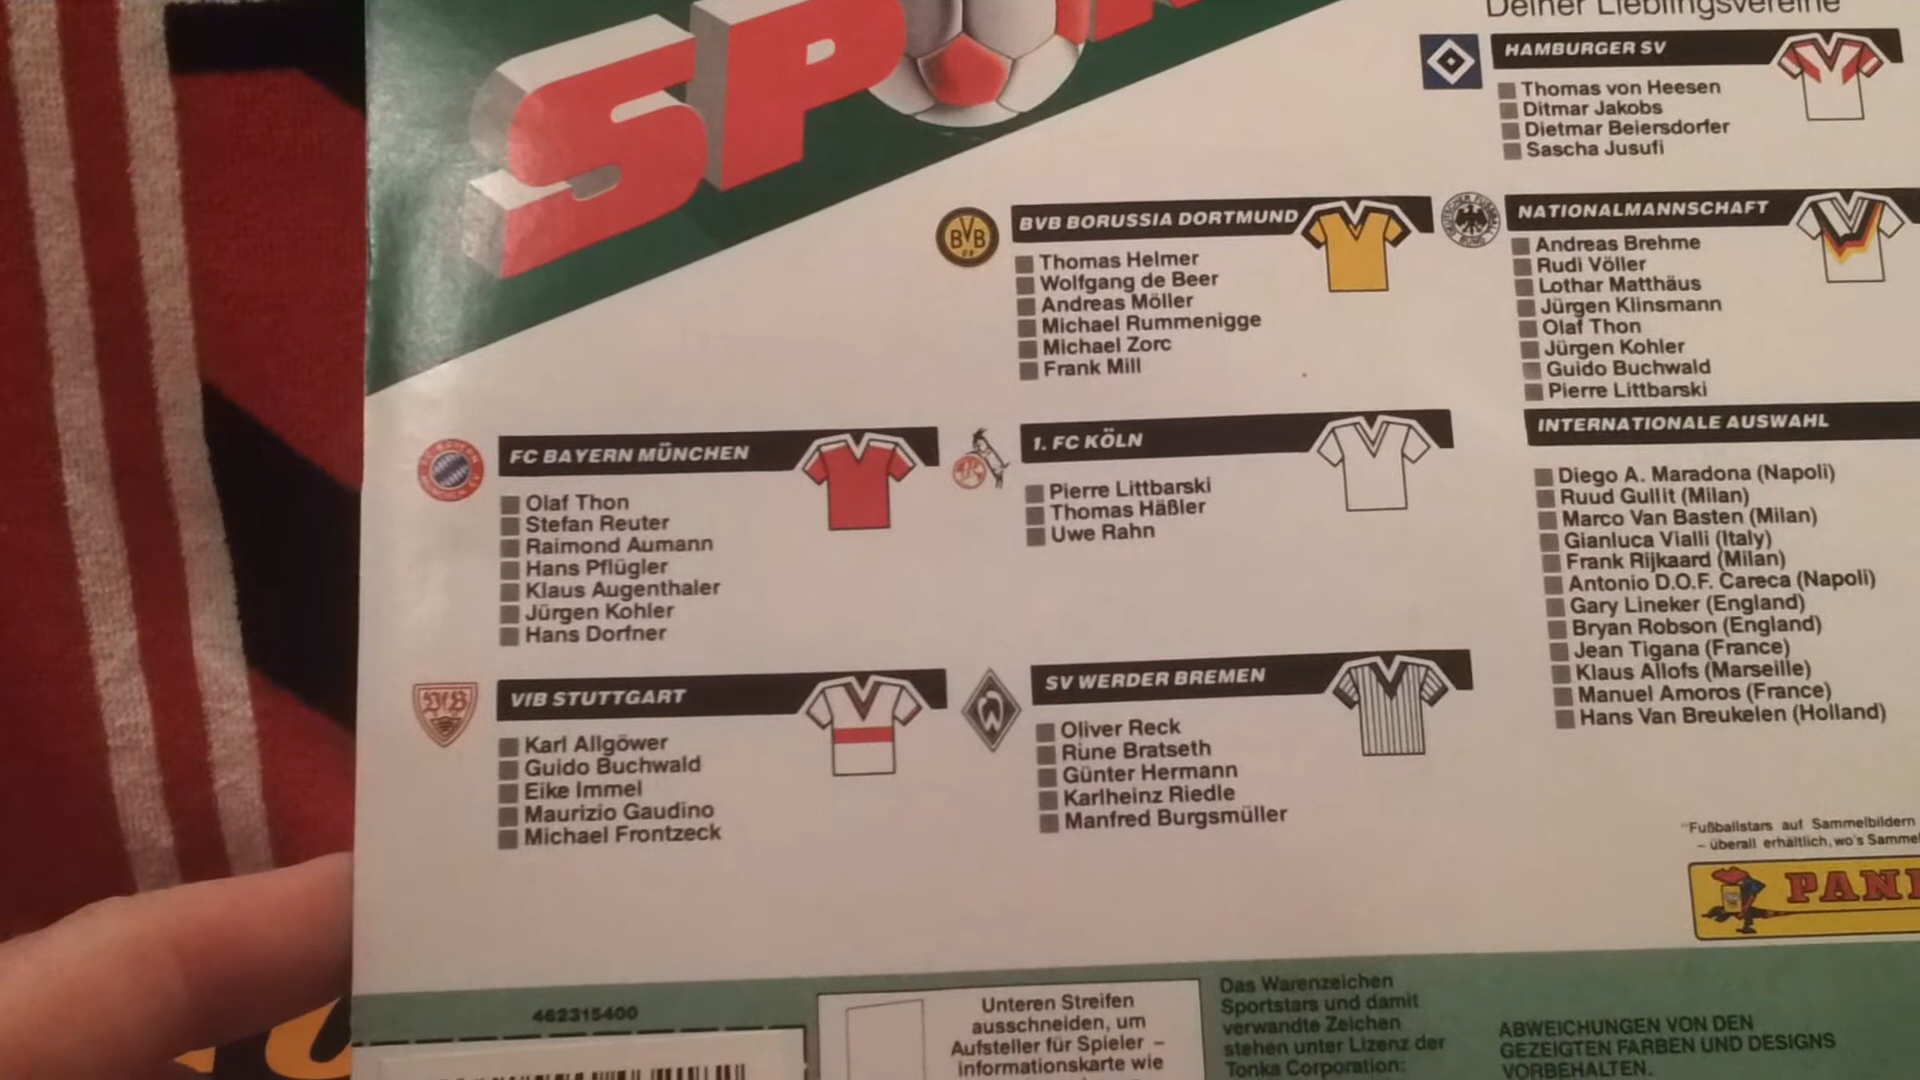 SPO
Deiner Lieblingsvereine
HAMBURGER SV
Thomas von Heesen
Ditmar Jakobs
Dietmar Beiersdorfer
Sascha Jusufi
BVB BORUSSIA DORTMUND
BVB
09
Thomas Helmer
Wolfgang de Beer
Andreas Möller
Michael Rummenigge
Michael Zorc
Frank Mill
NATIONALMANNSCHAFT
Andreas Brehme
Rudi Völler
Lothar Matthäus
Jürgen Klinsmann
Olaf Thon
Jürgen Kohler
Guido Buchwald
Pierre Littbarski
FC BAYERN MÜNCHEN
Olaf Thon
Stefan Reuter
Raimond Aumann
Hans Pflügler
Klaus Augenthaler
Jürgen Kohler
Hans Dorfner
1. FC KÖLN
Pierre Littbarski
Thomas Häßler
Uwe Rahn
INTERNATIONALE AUSWAHL
Diego A. Maradona (Napoli)
Ruud Gullit (Milan)
Marco Van Basten (Milan)
Gianluca Vialli (Italy)
Frank Rijkaard (Milan)
Antonio D.O.F. Careca (Napoli)
Gary Lineker (England)
Bryan Robson (England)
Jean Tigana (France)
Klaus Allofs (Marseille)
Manuel Amoros (France)
Hans Van Breukelen (Holland)
VfB STUTTGART
Karl Allgöwer
Guido Buchwald
Eike Immel
Maurizio Gaudino
Michael Frontzeck
SV WERDER BREMEN
Oliver Reck
Rune Bratseth
Günter Hermann
Karlheinz Riedle
Manfred Burgsmüller
"Fußballstars auf Sammelbildern
– überall erhältlich, wo's Samme
PANI
462315400
Unteren Streifen
ausschneiden, um
Aufsteller für Spieler –
informationskarte wie
Das Warenzeichen
Sportstars und damit
verwandte Zeichen
stehen unter Lizenz der
Tonka Corporation:
ABWEICHUNGEN VON DEN
GEZEIGTEN FARBEN UND DESIGNS
VORBEHALTEN.